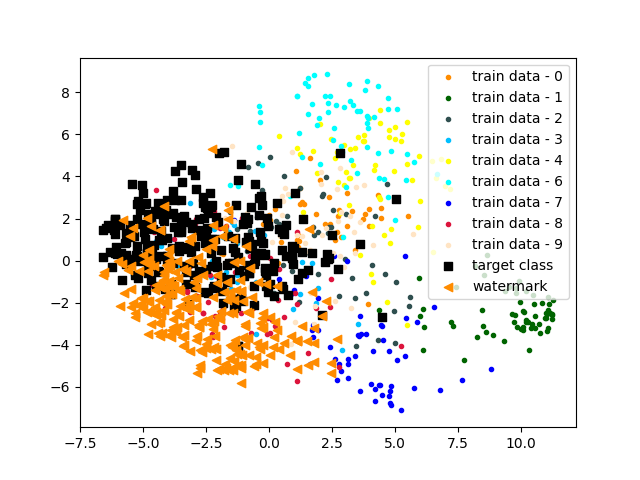 train data - 0
train data - 1
train data - 2
train data - 3
train data - 4
train data - 6
train data - 7
train data - 8
train data - 9
target class
watermark
8
6
4
2
0
−2
−4
−6
−7.5 −5.0 −2.5 0.0 2.5 5.0 7.5 10.0